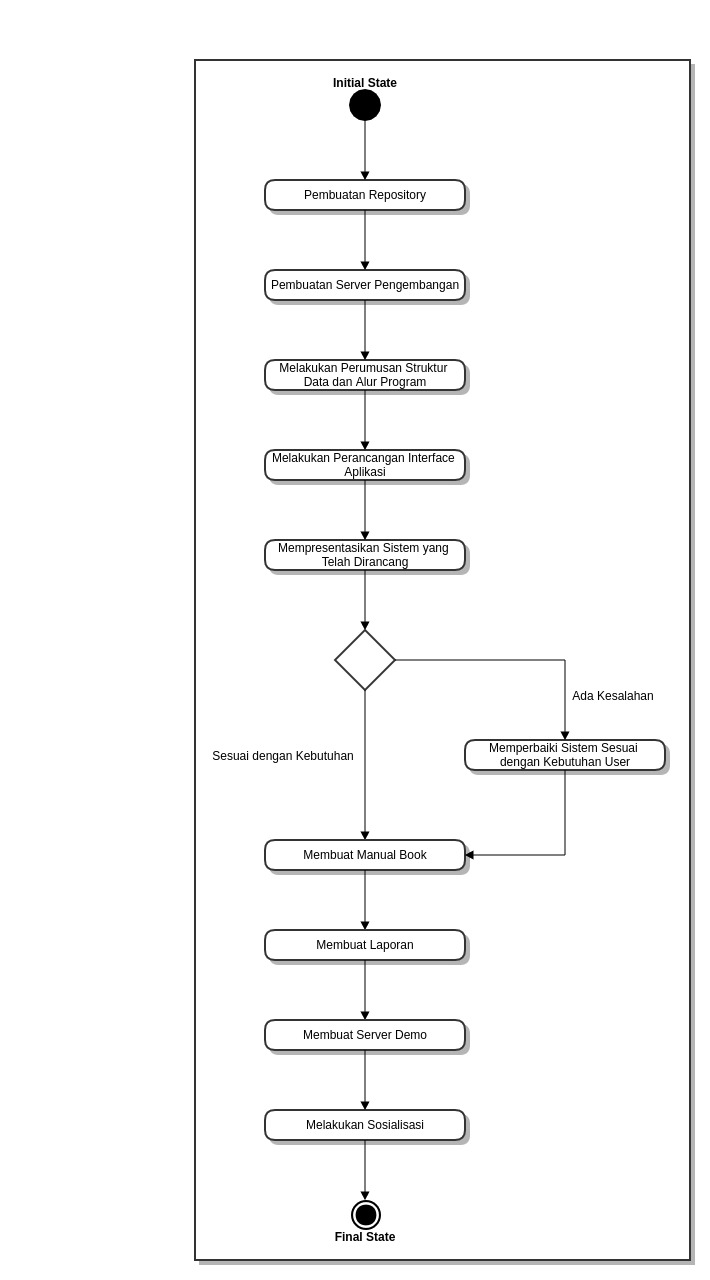 Initial State
Pembuatan Repository
Pembuatan Server Pengembangan
Melakukan Perumusan Struktur
Data dan Alur Program
Melakukan Perancangan Interface
Aplikasi
Mempresentasikan Sistem yang
Telah Dirancang
Ada Kesalahan
Sesuai dengan Kebutuhan
Memperbaiki Sistem Sesuai
dengan Kebutuhan User
Membuat Manual Book
Membuat Laporan
Membuat Server Demo
Melakukan Sosialisasi
Final State